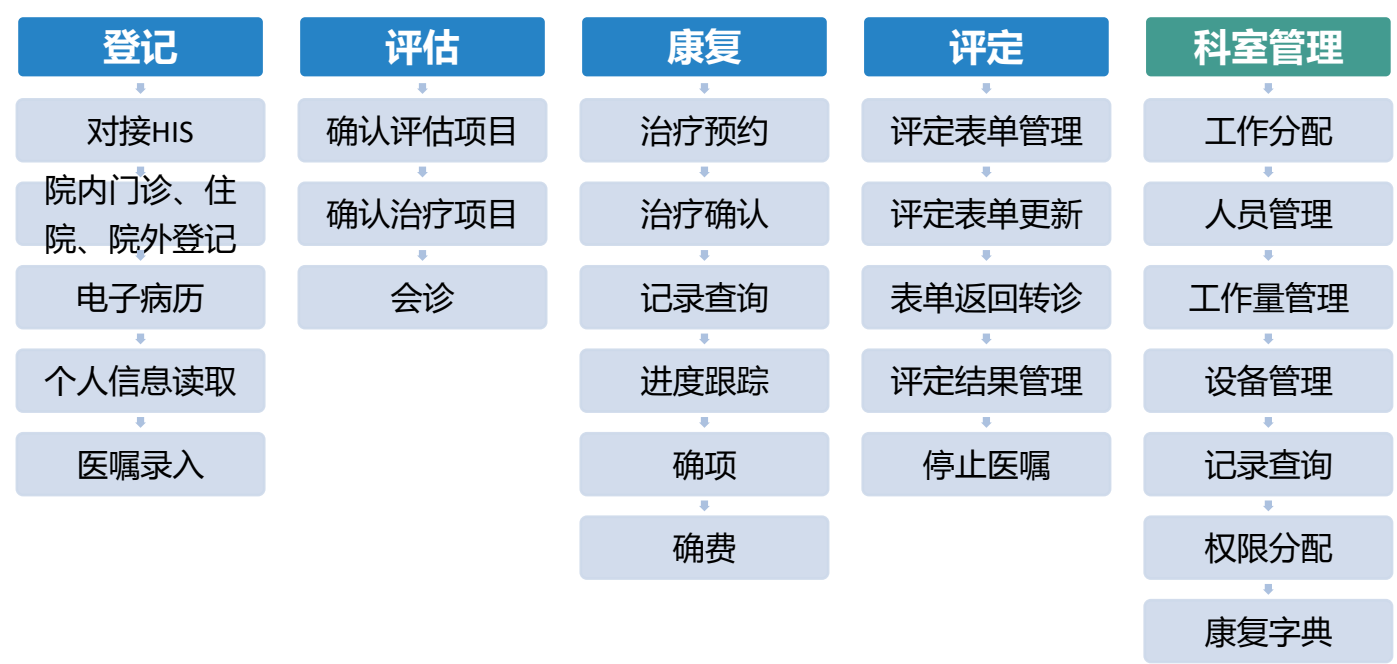 登记
对接HIS
院内门诊、住
院、院外登记
电子病历
个人信息读取
医嘱录入
评估
确认评估项目
确认治疗项目
会诊
康复
治疗预约
治疗确认
记录查询
进度跟踪
确项
确费
评定
评定表单管理
评定表单更新
表单返回转诊
评定结果管理
停止医嘱
科室管理
工作分配
人员管理
工作量管理
设备管理
记录查询
权限分配
康复字典